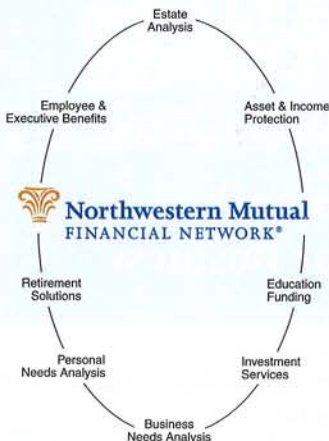 Estate
Analysis
Employee &
Executive Benefits
Asset & Income
Protection
Northwestern Mutual
FINANCIAL NETWORK®
Retirement
Solutions
Education
Funding
Personal
Needs Analysis
Investment
Services
Business
Needs Analysis